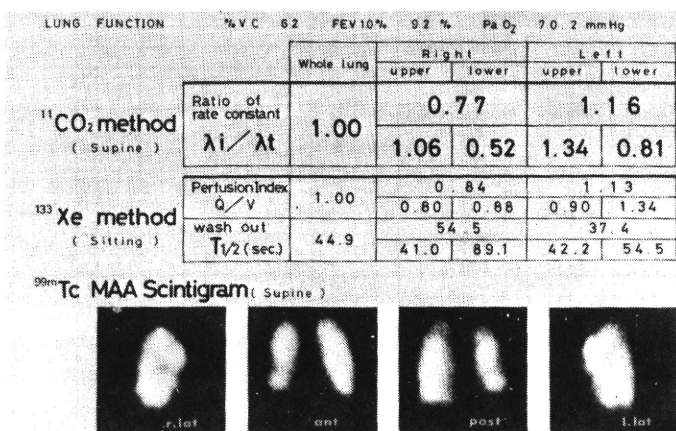 LUNG FUNCTION %VC 62 FEV1.0% 92 % PaO₂ 70.2 mmHg
Whole lung Right Left
upper lower upper lower
¹¹CO₂ method (Supine)
Ratio of rate constant λi/λt 1.00 0.77 1.16
1.06 0.52 1.34 0.81
¹³³Xe method (Sitting)
Perfusion Index Q̇/V 1.00 0.84 1.13
0.80 0.88 0.90 1.34
wash out T1/2 (sec.) 44.9 54.5 37.4
41.0 89.1 42.2 54.5
⁹⁹ᵐTc MAA Scintigram (Supine)
r.lat ant post l.lat